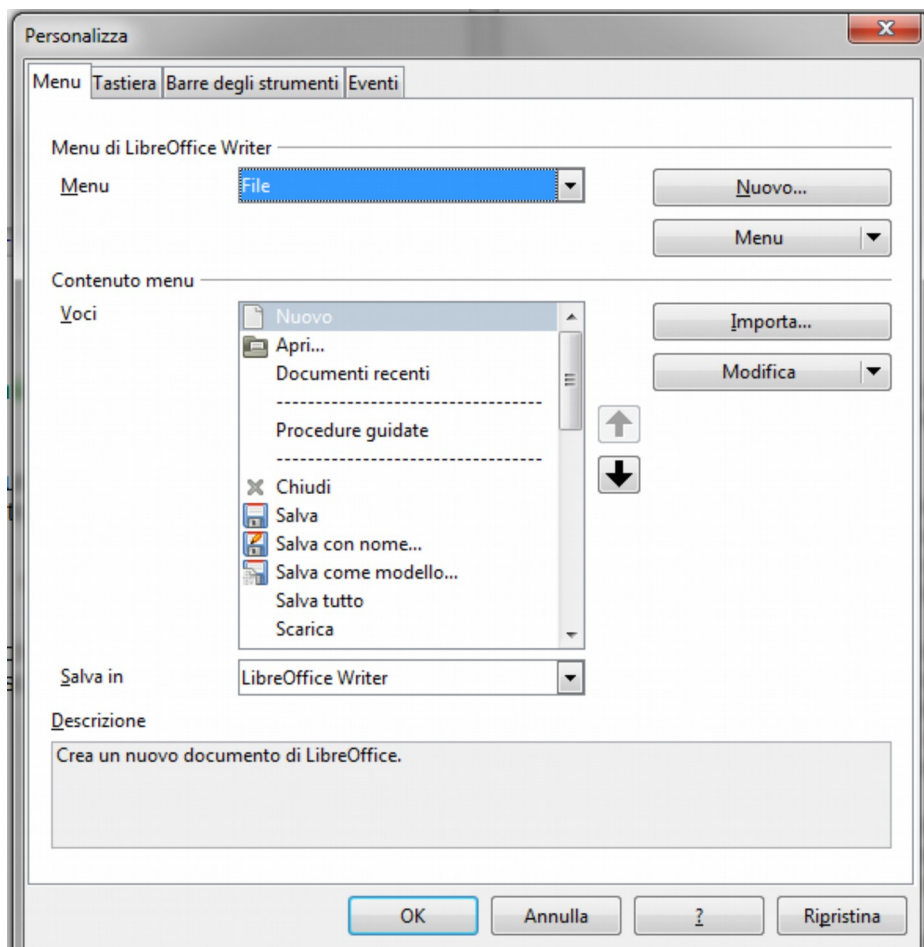 Personalizza
Menu Tastiera Barre degli strumenti Eventi
Menu di LibreOffice Writer
Menu File Nuovo...
Menu
Contenuto menu
Voci Nuovo Importa...
Apri...
Documenti recenti Modifica
----------------------------------
Procedure guidate
----------------------------------
Chiudi
Salva
Salva con nome...
Salva come modello...
Salva tutto
Scarica
Salva in LibreOffice Writer
Descrizione
Crea un nuovo documento di LibreOffice.
OK Annulla ? Ripristina